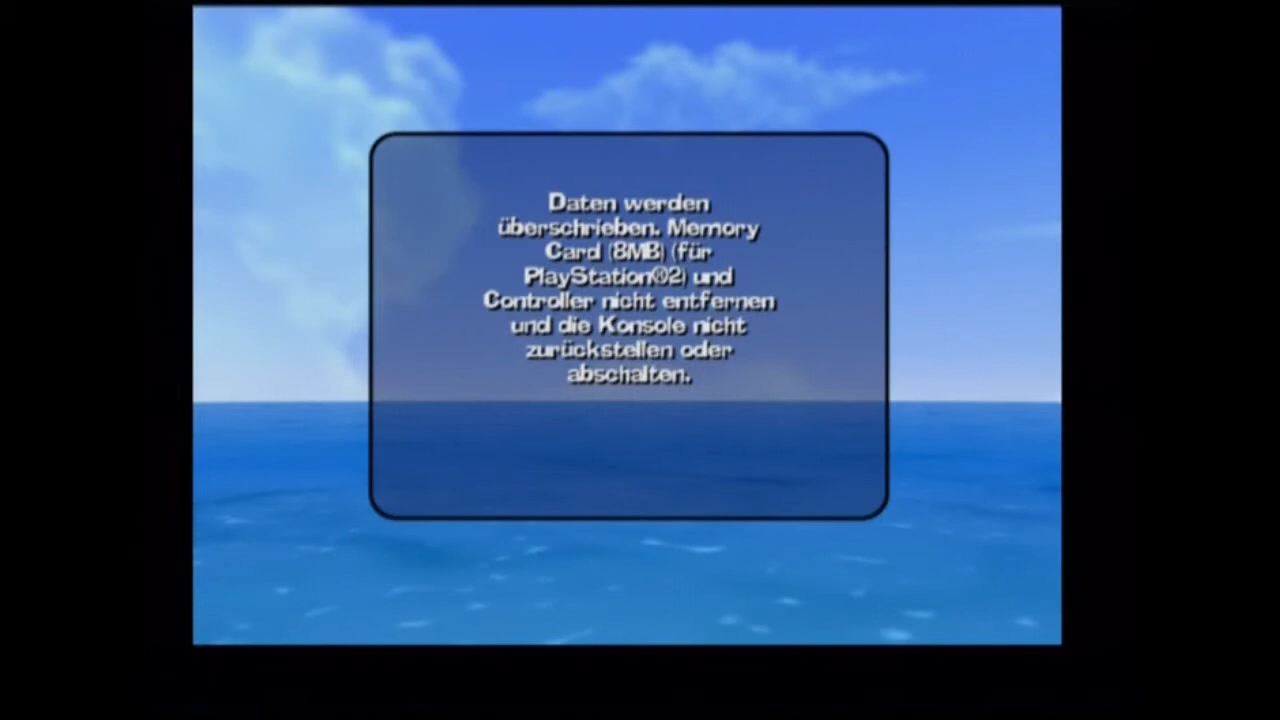 Daten werden
überschrieben. Memory
Card (8MB) (für
PlayStation®2) und
Controller nicht entfernen
und die Konsole nicht
zurückstellen oder
abschalten.